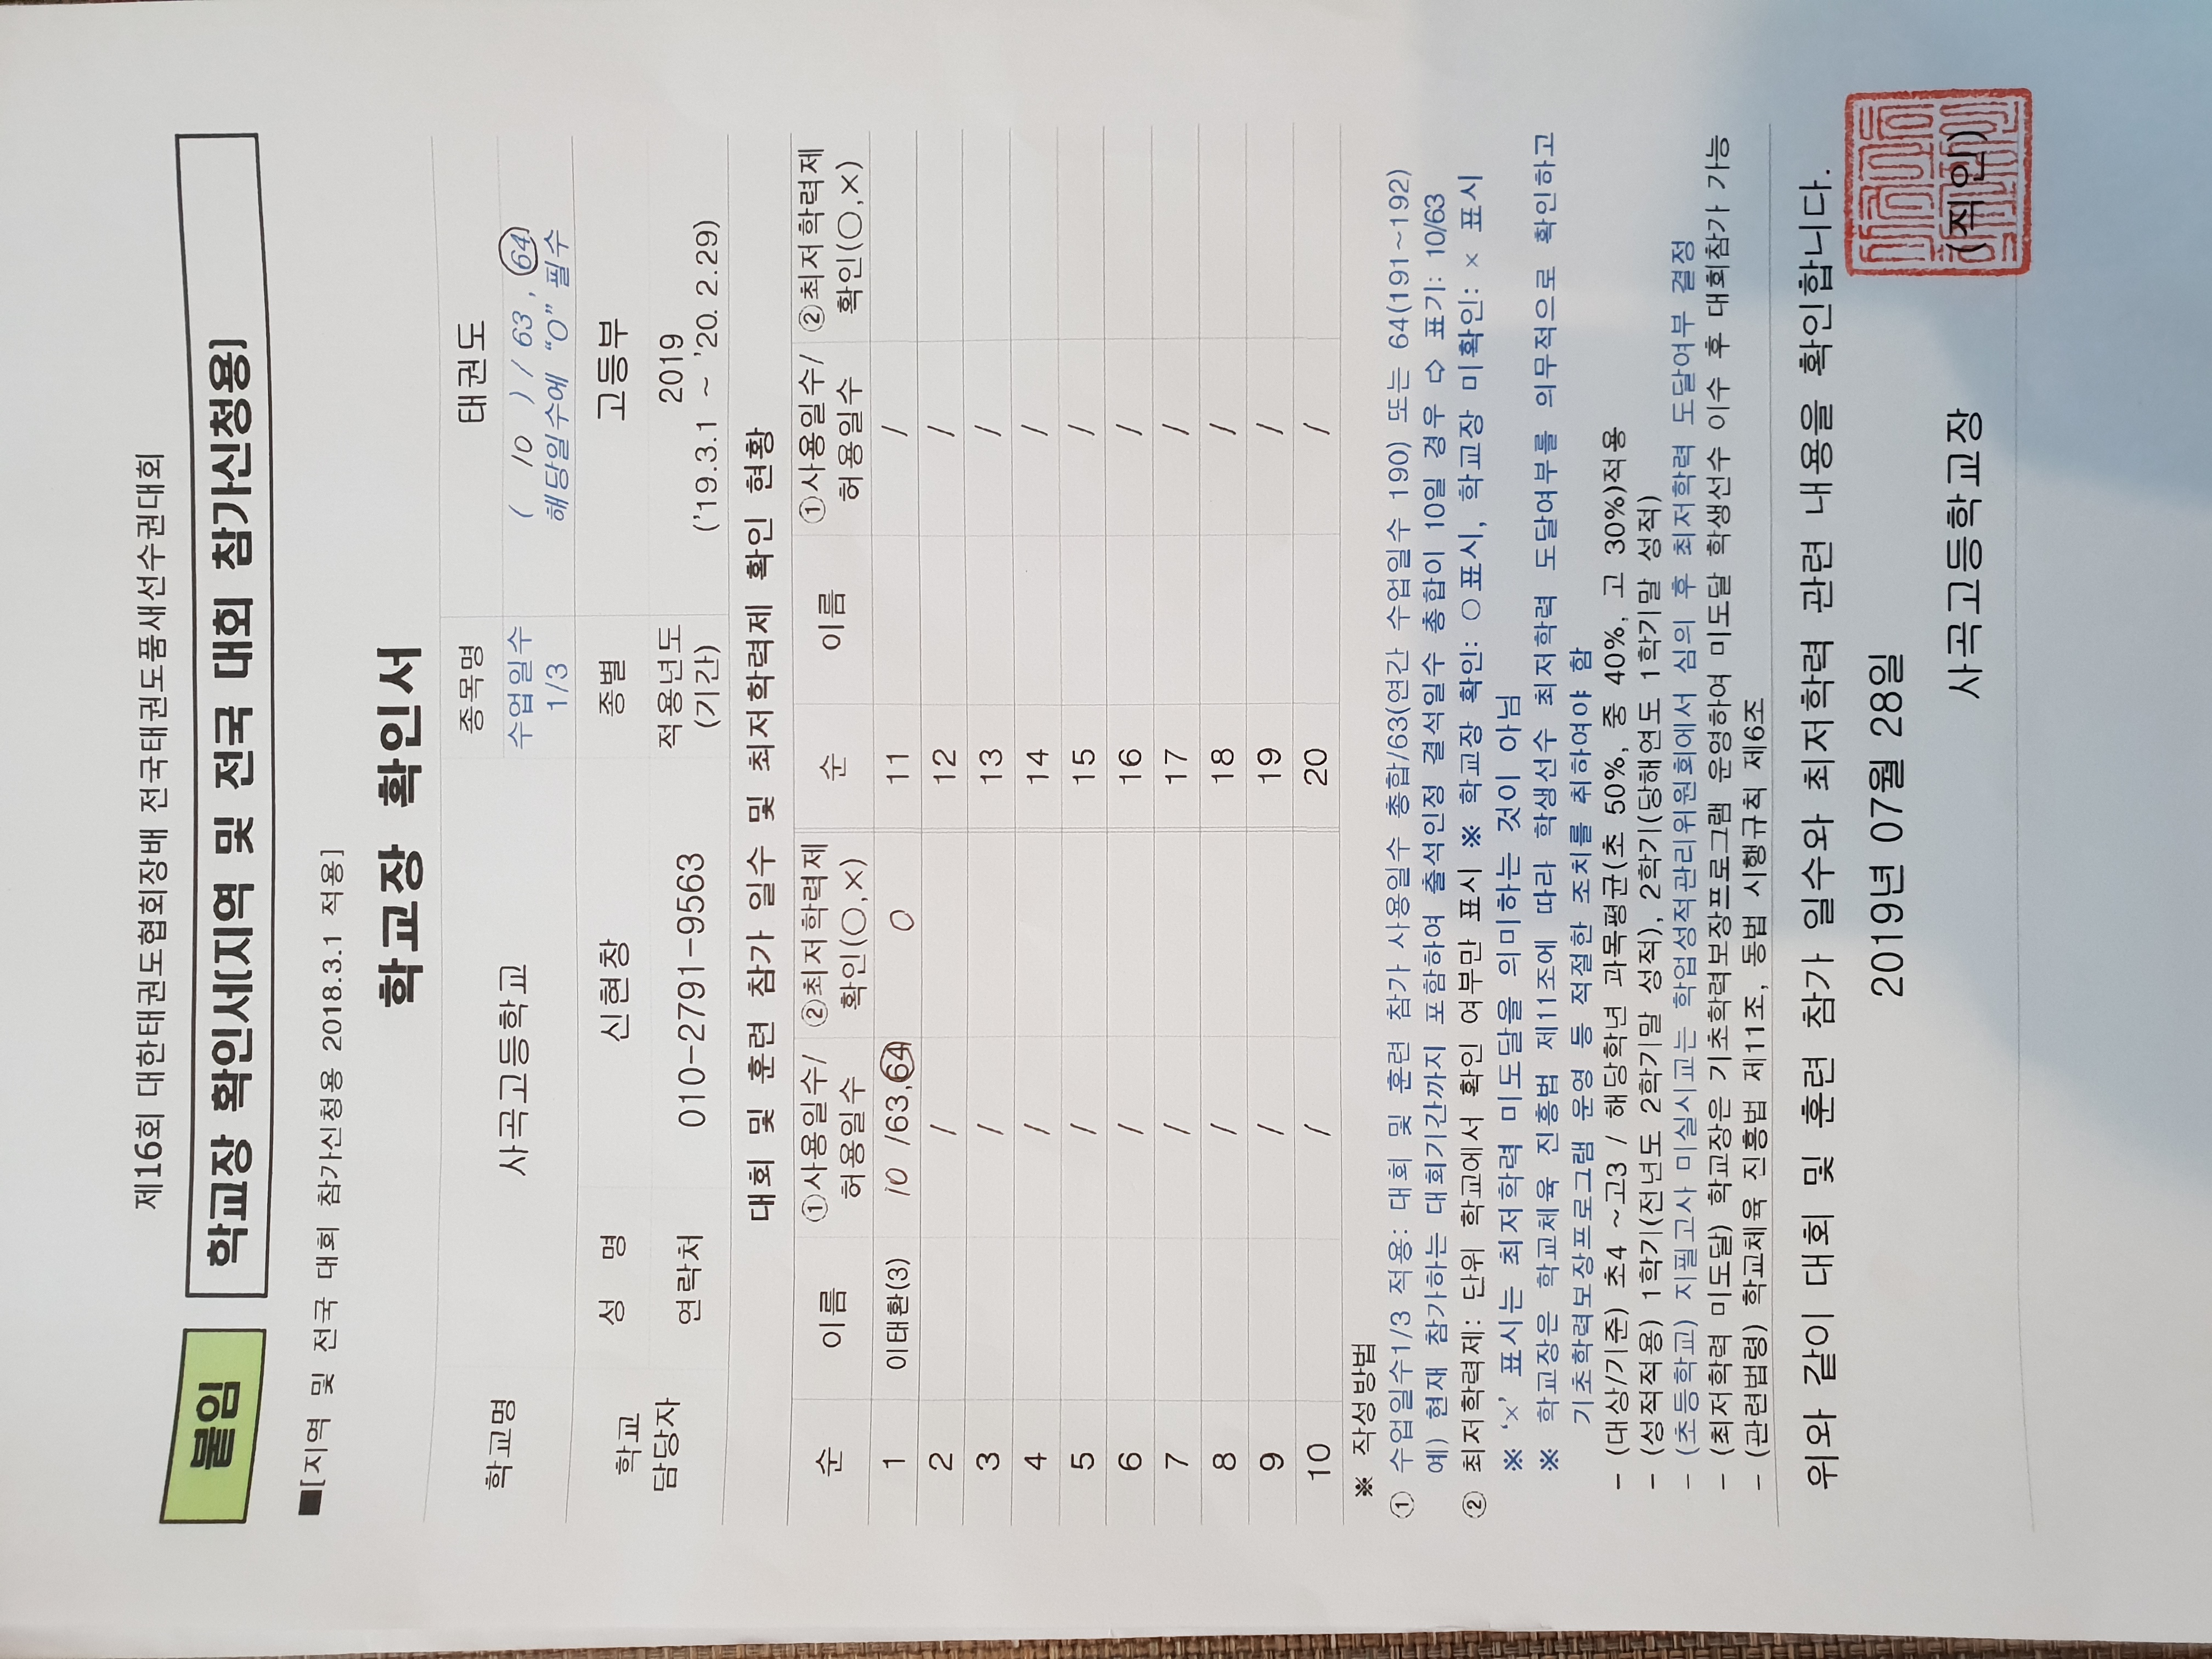 제16회 대한태권도협회장배 전국태권도품새선수권대회
붙임
학교장 확인서[지역 및 전국 대회 참가신청용]
■[지역 및 전국 대회 참가신청용 2018.3.1 적용]
학교장 확인서
학교명 사곡고등학교 종목명 태권도
수업일수 1/3 ( 10 ) / 63, 64
해당일수에 "O" 필수
학교 담당자 성 명 신현창 종별 고등부
연락처 010-2791-9563 적용년도 (기간) 2019
('19.3.1 ~ '20. 2.29)
대회 및 훈련 참가 일수 및 최저학력제 확인 현황
순 이름 ①사용일수/허용일수 ②최저학력제 확인(○,×) 순 이름 ①사용일수/허용일수 ②최저학력제 확인(○,×)
1 이태환(3) 10 /63,64 O 11 /
2 / 12 /
3 / 13 /
4 / 14 /
5 / 15 /
6 / 16 /
7 / 17 /
8 / 18 /
9 / 19 /
10 / 20 /
※ 작성방법
① 수업일수1/3 적용: 대회 및 훈련 참가 사용일수 총합/63(연간 수업일수 190) 또는 64(191~192)
예) 현재 참가하는 대회기간까지 포함하여 출석인정 결석일수 총합이 10일 경우 ⇨ 표기: 10/63
② 최저학력제: 단위 학교에서 확인 여부만 표시 ※ 학교장 확인: ○표시, 학교장 미확인: × 표시
※ '×' 표시는 최저학력 미도달을 의미하는 것이 아님
※ 학교장은 학교체육 진흥법 제11조에 따라 학생선수 최저학력 도달여부를 의무적으로 확인하고
기초학력보장프로그램 운영 등 적절한 조치를 취하여야 함
- (대상/기준) 초4 ~고3 / 해당학년 과목평균(초 50%, 중 40%, 고 30%)적용
- (성적적용) 1학기(전년도 2학기말 성적), 2학기(당해연도 1학기말 성적)
- (초등학교) 지필고사 미실시교는 학업성적관리위원회에서 심의 후 최저학력 도달여부 결정
- (최저학력 미도달) 학교장은 기초학력보장프로그램 운영하여 미도달 학생선수 이수 후 대회참가 가능
- (관련법령) 학교체육 진흥법 제11조, 동법 시행규칙 제6조
위와 같이 대회 및 훈련 참가 일수와 최저학력 관련 내용을 확인합니다.
2019년 07월 28일
사곡고등학교장 (직인)